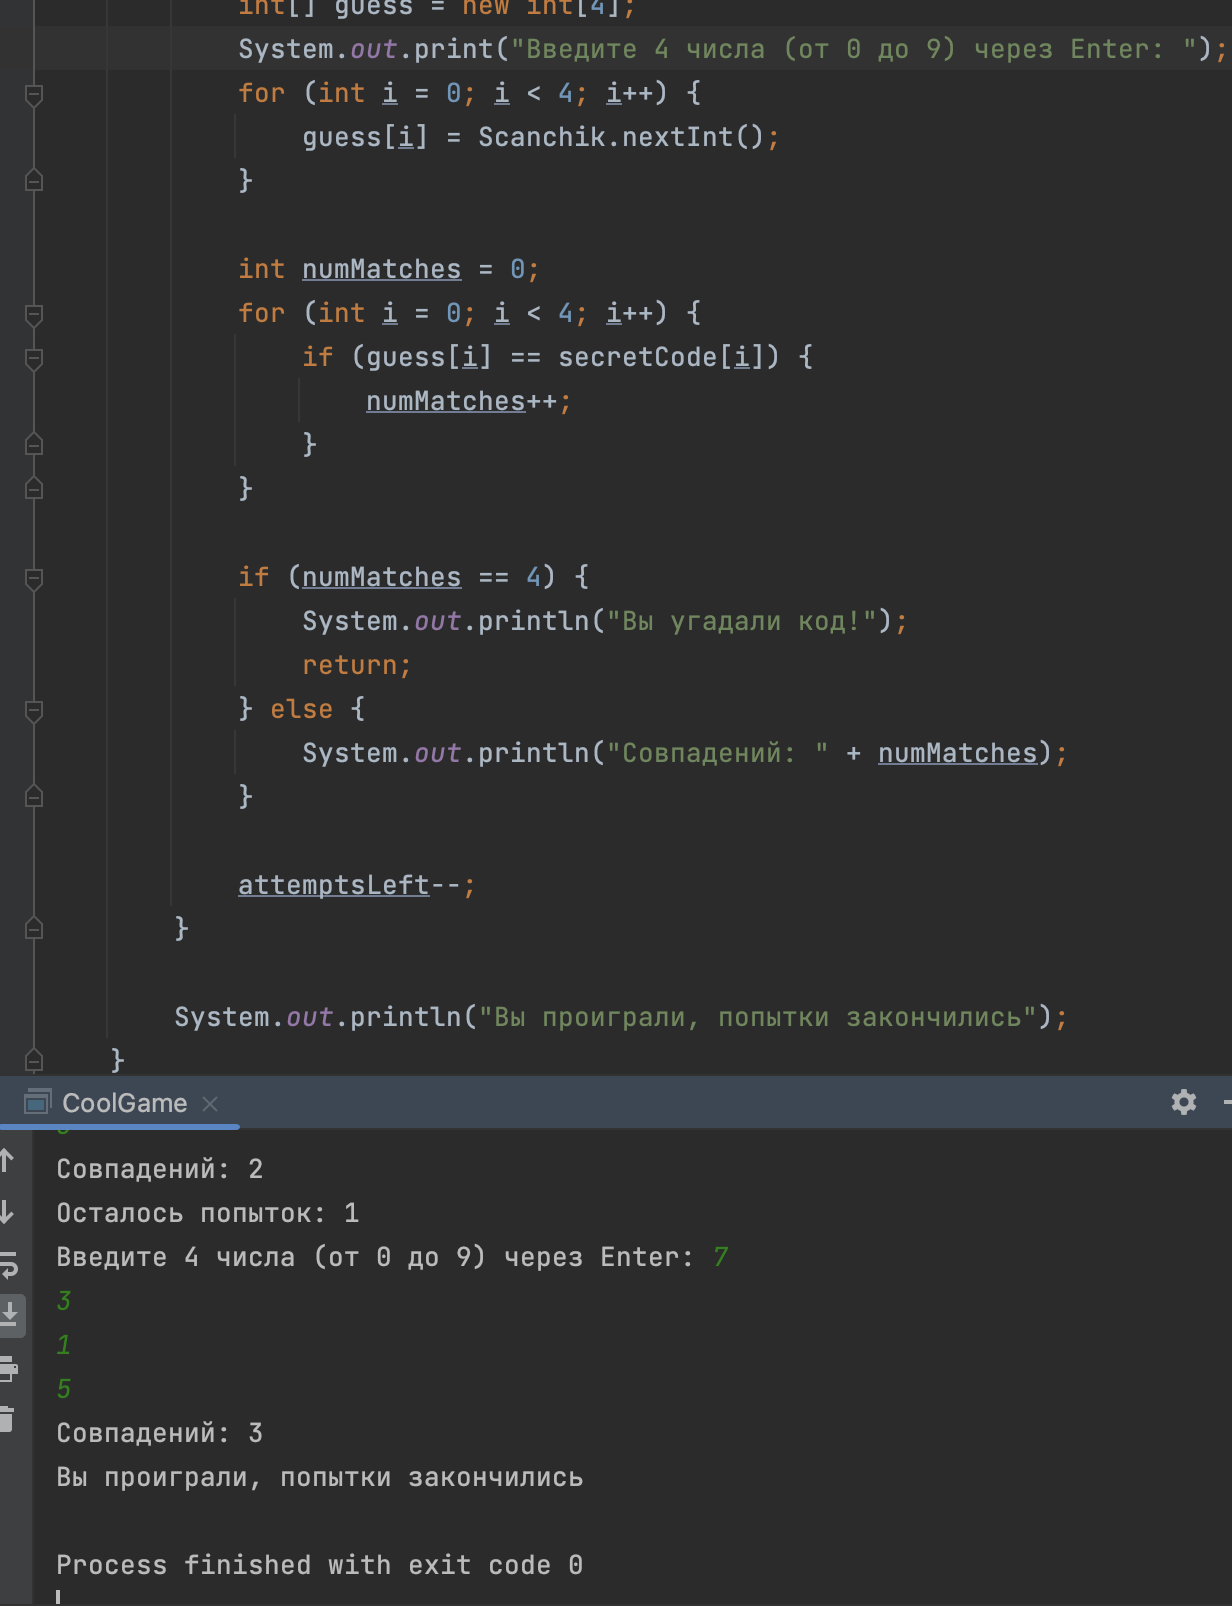 int[] guess = new int[4];
System.out.print("Введите 4 числа (от 0 до 9) через Enter: ");
for (int i = 0; i < 4; i++) {
guess[i] = Scanchik.nextInt();
}
int numMatches = 0;
for (int i = 0; i < 4; i++) {
if (guess[i] == secretCode[i]) {
numMatches++;
}
}
if (numMatches == 4) {
System.out.println("Вы угадали код!");
return;
} else {
System.out.println("Совпадений: " + numMatches);
}
attemptsLeft--;
}
System.out.println("Вы проиграли, попытки закончились");
}
CoolGame
Совпадений: 2
Осталось попыток: 1
Введите 4 числа (от 0 до 9) через Enter: 7
3
1
5
Совпадений: 3
Вы проиграли, попытки закончились
Process finished with exit code 0